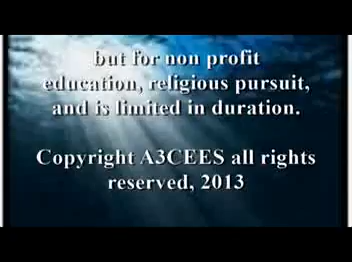 but for non profit
education, religious pursuit,
and is limited in duration.
Copyright A3CEES all rights
reserved, 2013